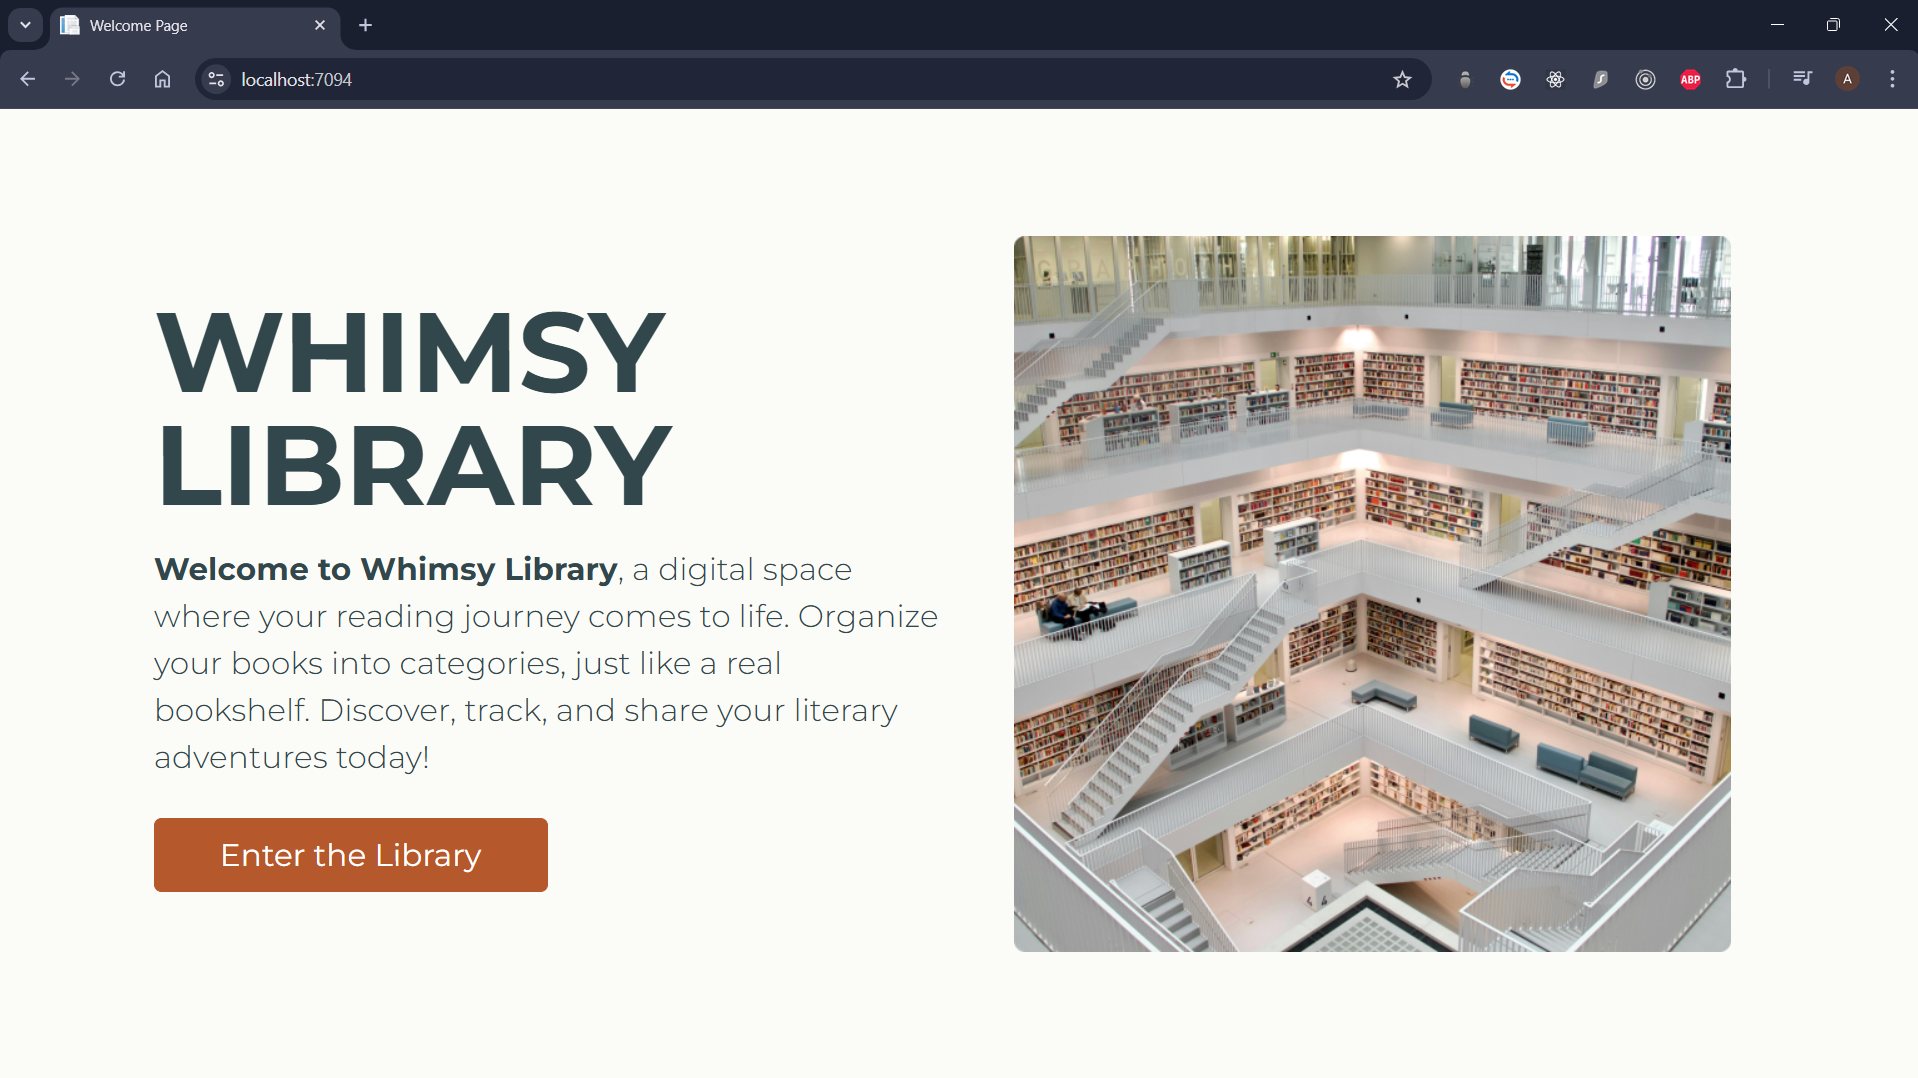 Welcome Page
localhost:7094
ABP
A
WHIMSY
LIBRARY
Welcome to Whimsy Library, a digital space
where your reading journey comes to life. Organize
your books into categories, just like a real
bookshelf. Discover, track, and share your literary
adventures today!
Enter the Library